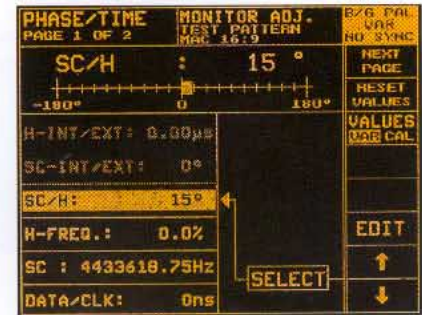 PHASE/TIME
PAGE 1 OF 2
MONITOR ADJ.
TEST PATTERN
MAC 16:9
B/G PAL
VAR
NO SYNC
SC/H : 15 °
-180° 0 180°
NEXT
PAGE
RESET
VALUES
VALUES
VAR CAL
H-INT/EXT: 0.00µs
SC-INT/EXT: 0°
SC/H: 15°
H-FREQ.: 0.0%
SC : 4433618.75Hz
DATA/CLK: 0ns
SELECT
EDIT
↑
↓